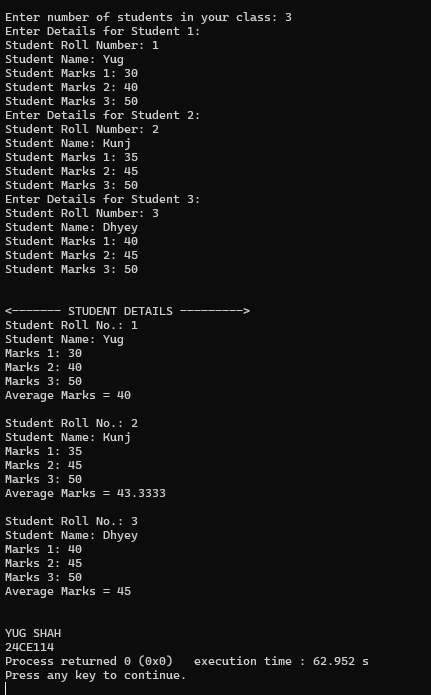 Enter number of students in your class: 3
Enter Details for Student 1:
Student Roll Number: 1
Student Name: Yug
Student Marks 1: 30
Student Marks 2: 40
Student Marks 3: 50
Enter Details for Student 2:
Student Roll Number: 2
Student Name: Kunj
Student Marks 1: 35
Student Marks 2: 45
Student Marks 3: 50
Enter Details for Student 3:
Student Roll Number: 3
Student Name: Dhyey
Student Marks 1: 40
Student Marks 2: 45
Student Marks 3: 50
<------- STUDENT DETAILS --------->
Student Roll No.: 1
Student Name: Yug
Marks 1: 30
Marks 2: 40
Marks 3: 50
Average Marks = 40
Student Roll No.: 2
Student Name: Kunj
Marks 1: 35
Marks 2: 45
Marks 3: 50
Average Marks = 43.3333
Student Roll No.: 3
Student Name: Dhyey
Marks 1: 40
Marks 2: 45
Marks 3: 50
Average Marks = 45
YUG SHAH
24CE114
Process returned 0 (0x0)   execution time : 62.952 s
Press any key to continue.